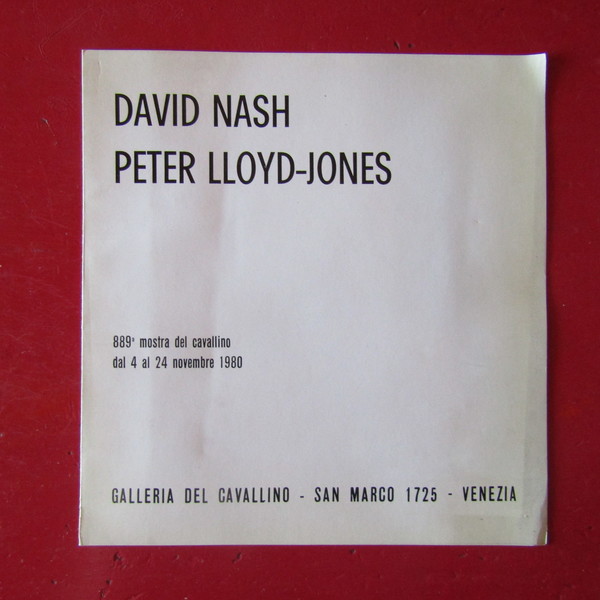 DAVID NASH
PETER LLOYD-JONES
889ª mostra del cavallino
dal 4 al 24 novembre 1980
GALLERIA DEL CAVALLINO - SAN MARCO 1725 - VENEZIA